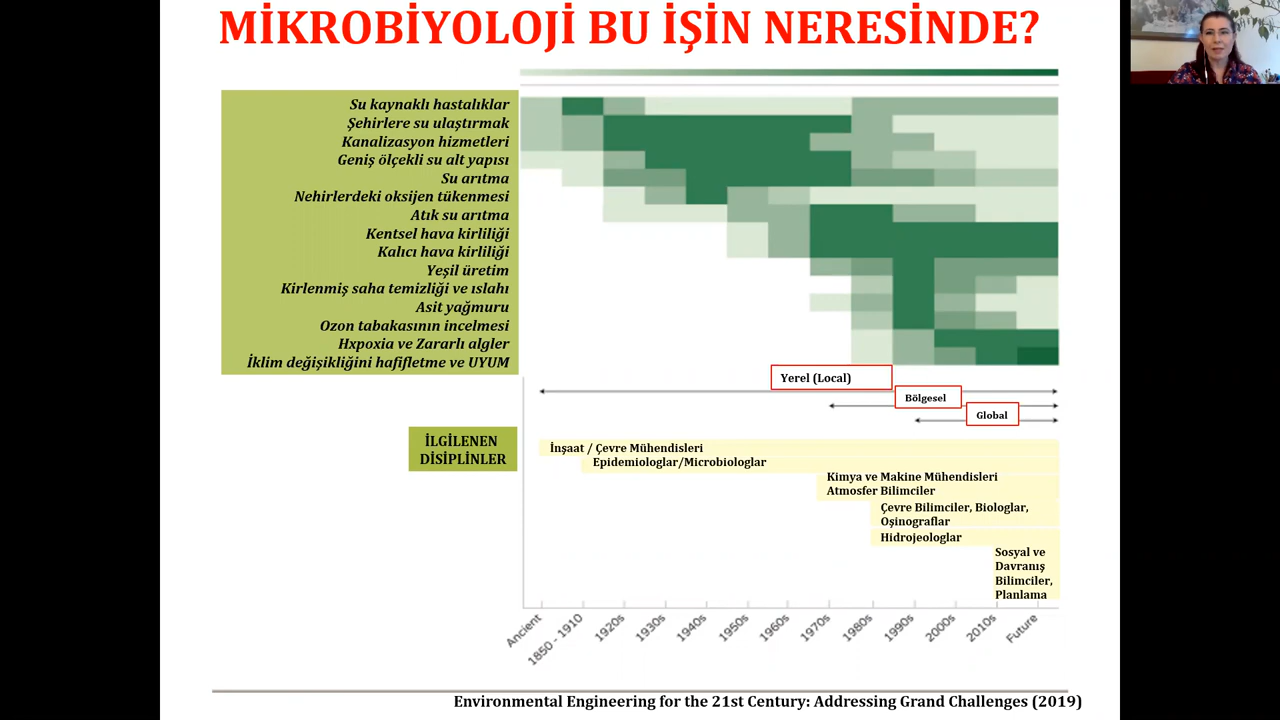 MİKROBİYOLOJİ BU İŞİN NERESİNDE?
Su kaynaklı hastalıklar
Şehirlere su ulaştırmak
Kanalizasyon hizmetleri
Geniş ölçekli su alt yapısı
Su arıtma
Nehirlerdeki oksijen tükenmesi
Atık su arıtma
Kentsel hava kirliliği
Kalıcı hava kirliliği
Yeşil üretim
Kirlenmiş saha temizliği ve ıslahı
Asit yağmuru
Ozon tabakasının incelmesi
Hxpoxia ve Zararlı algler
İklim değişikliğini hafifletme ve UYUM
Yerel (Local)
Bölgesel
Global
İLGİLENEN
DİSİPLİNLER
İnşaat / Çevre Mühendisleri
Epidemiologlar/Microbiologlar
Kimya ve Makine Mühendisleri
Atmosfer Bilimciler
Çevre Bilimciler, Biologlar,
Oşinograflar
Hidrojeologlar
Sosyal ve
Davranış
Bilimciler,
Planlama
Ancient
1850 - 1910
1920s
1930s
1940s
1950s
1960s
1970s
1980s
1990s
2000s
2010s
Future
Environmental Engineering for the 21st Century: Addressing Grand Challenges (2019)